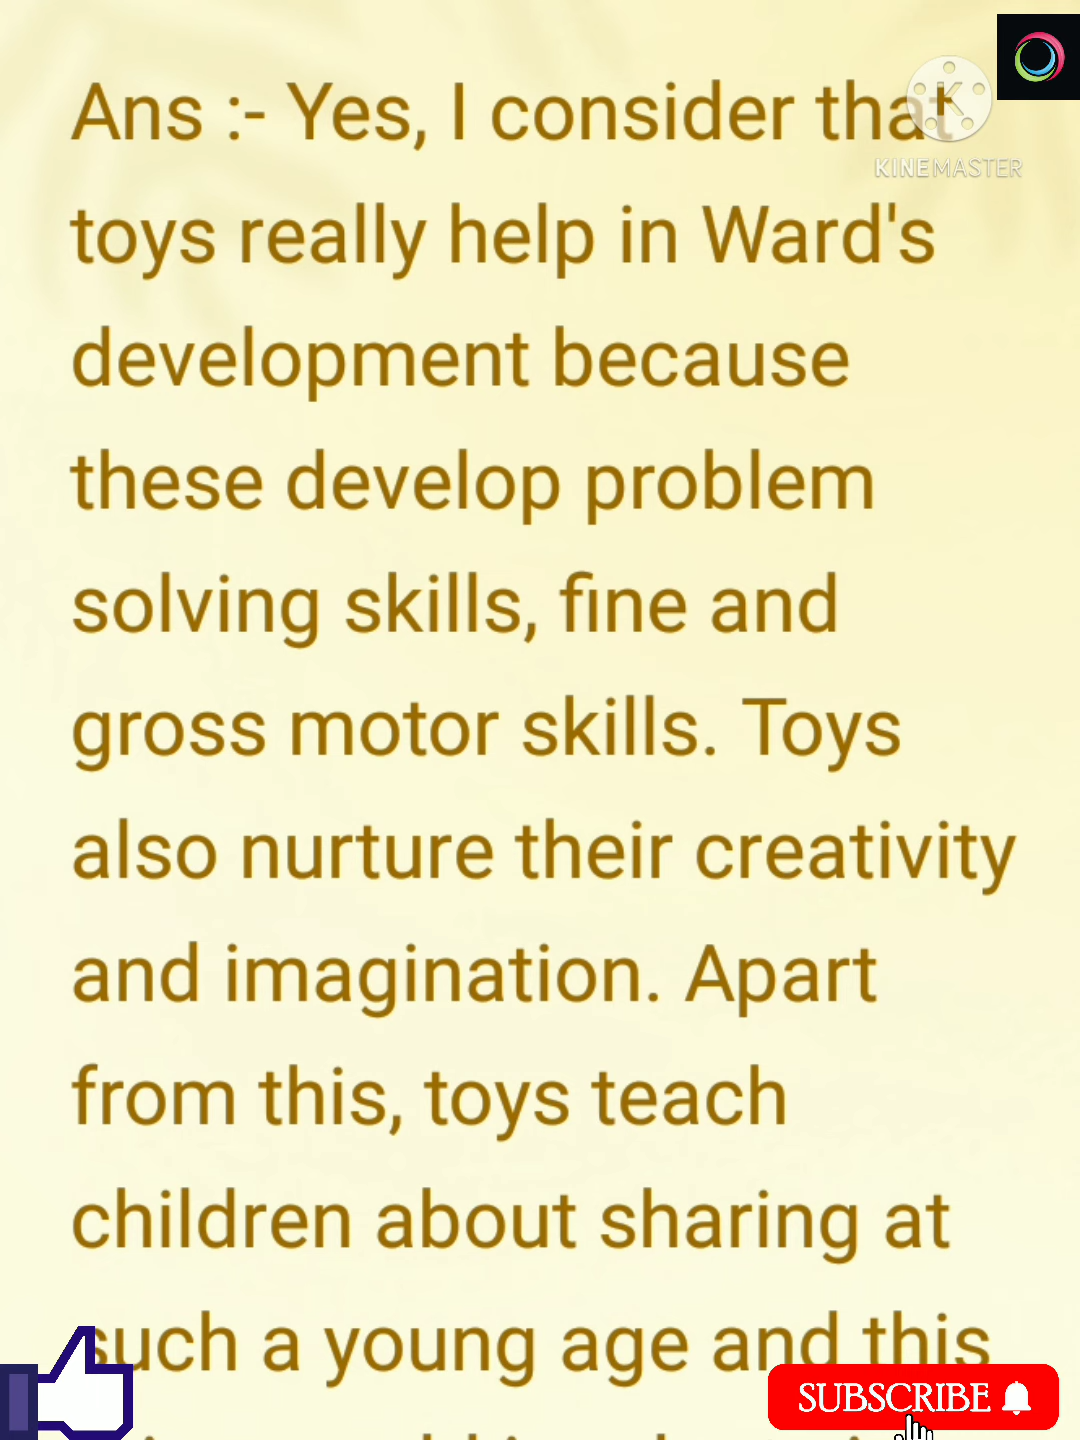 Ans :- Yes, I consider that
KINEMASTER
toys really help in Ward's
development because
these develop problem
solving skills, fine and
gross motor skills. Toys
also nurture their creativity
and imagination. Apart
from this, toys teach
children about sharing at
such a young age and this
SUBSCRIBE